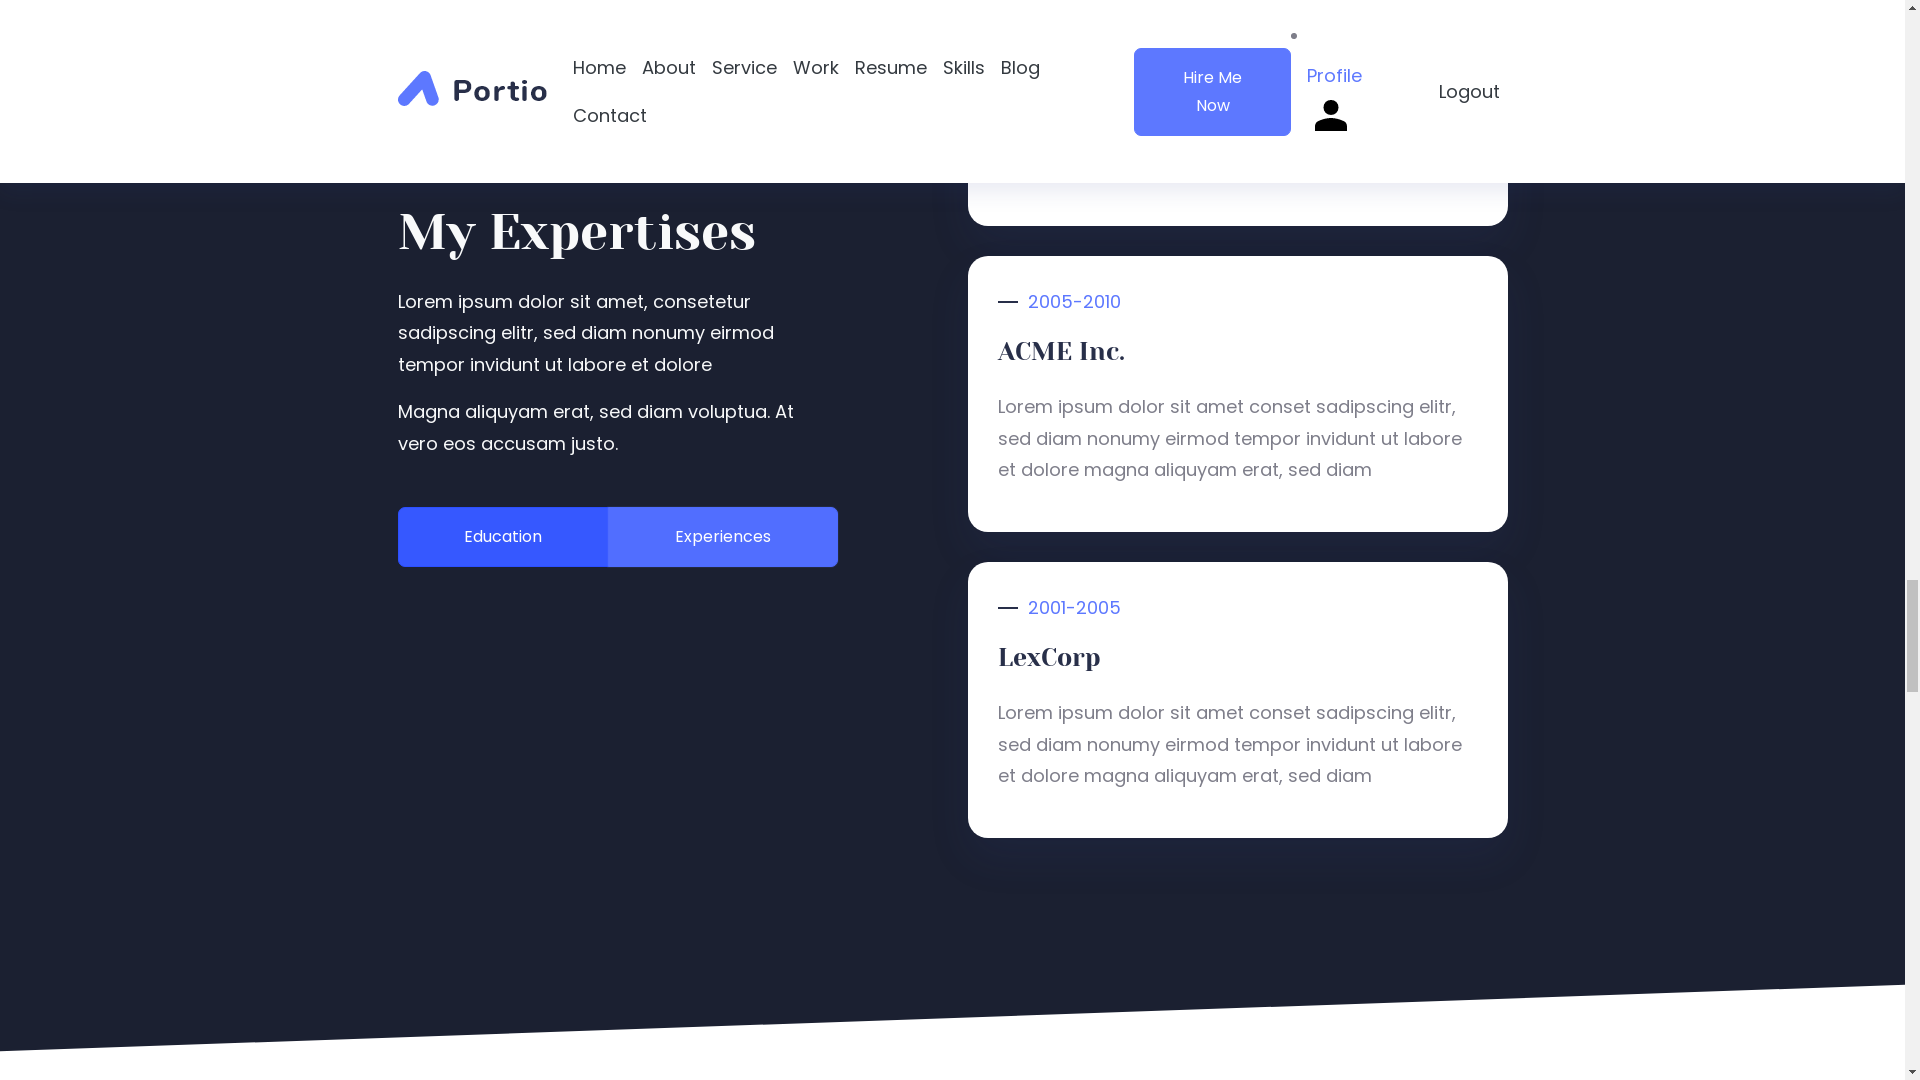 Portio
Home About Service Work Resume Skills Blog
Contact
Hire Me
Now
Profile
Logout
My Expertises
Lorem ipsum dolor sit amet, consetetur
sadipscing elitr, sed diam nonumy eirmod
tempor invidunt ut labore et dolore
Magna aliquyam erat, sed diam voluptua. At
vero eos accusam justo.
Education
Experiences
2005-2010
ACME Inc.
Lorem ipsum dolor sit amet conset sadipscing elitr,
sed diam nonumy eirmod tempor invidunt ut labore
et dolore magna aliquyam erat, sed diam
2001-2005
LexCorp
Lorem ipsum dolor sit amet conset sadipscing elitr,
sed diam nonumy eirmod tempor invidunt ut labore
et dolore magna aliquyam erat, sed diam